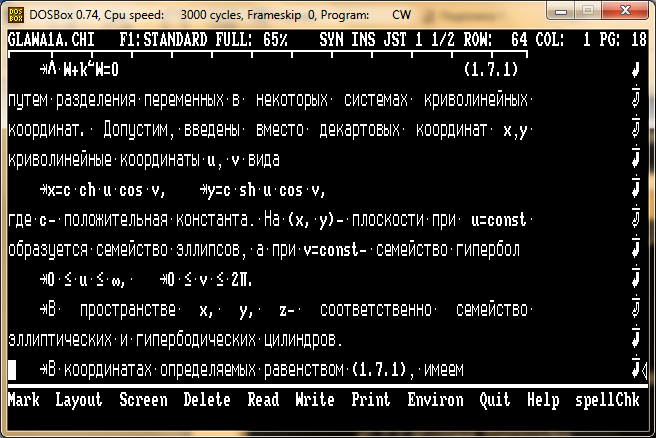 DOSBox 0.74, Cpu speed: 3000 cycles, Frameskip 0, Program: CW
GLAWA1A.CHI F1:STANDARD FULL: 65% SYN INS JST 1 1/2 ROW: 64 COL: 1 PG: 18
Λ W+k²W=0 (1.7.1)
путем разделения переменных в некоторых системах криволинейных
координат. Допустим, введены вместо декартовых координат x,y
криволинейные координаты u, v вида
x=c ch u cos v, y=c sh u cos v,
где c- положительная константа. На (x, y)- плоскости при u=const
образуется семейство эллипсов, а при v=const- семейство гипербол
0 ≤ u ≤ ∞, 0 ≤ v ≤ 2Π.
В пространстве x, y, z- соответственно семейство
эллиптических и гипербодических цилиндров.
В координатах определяемых равенством (1.7.1), имеем
Mark Layout Screen Delete Read Write Print Environ Quit Help spellChk